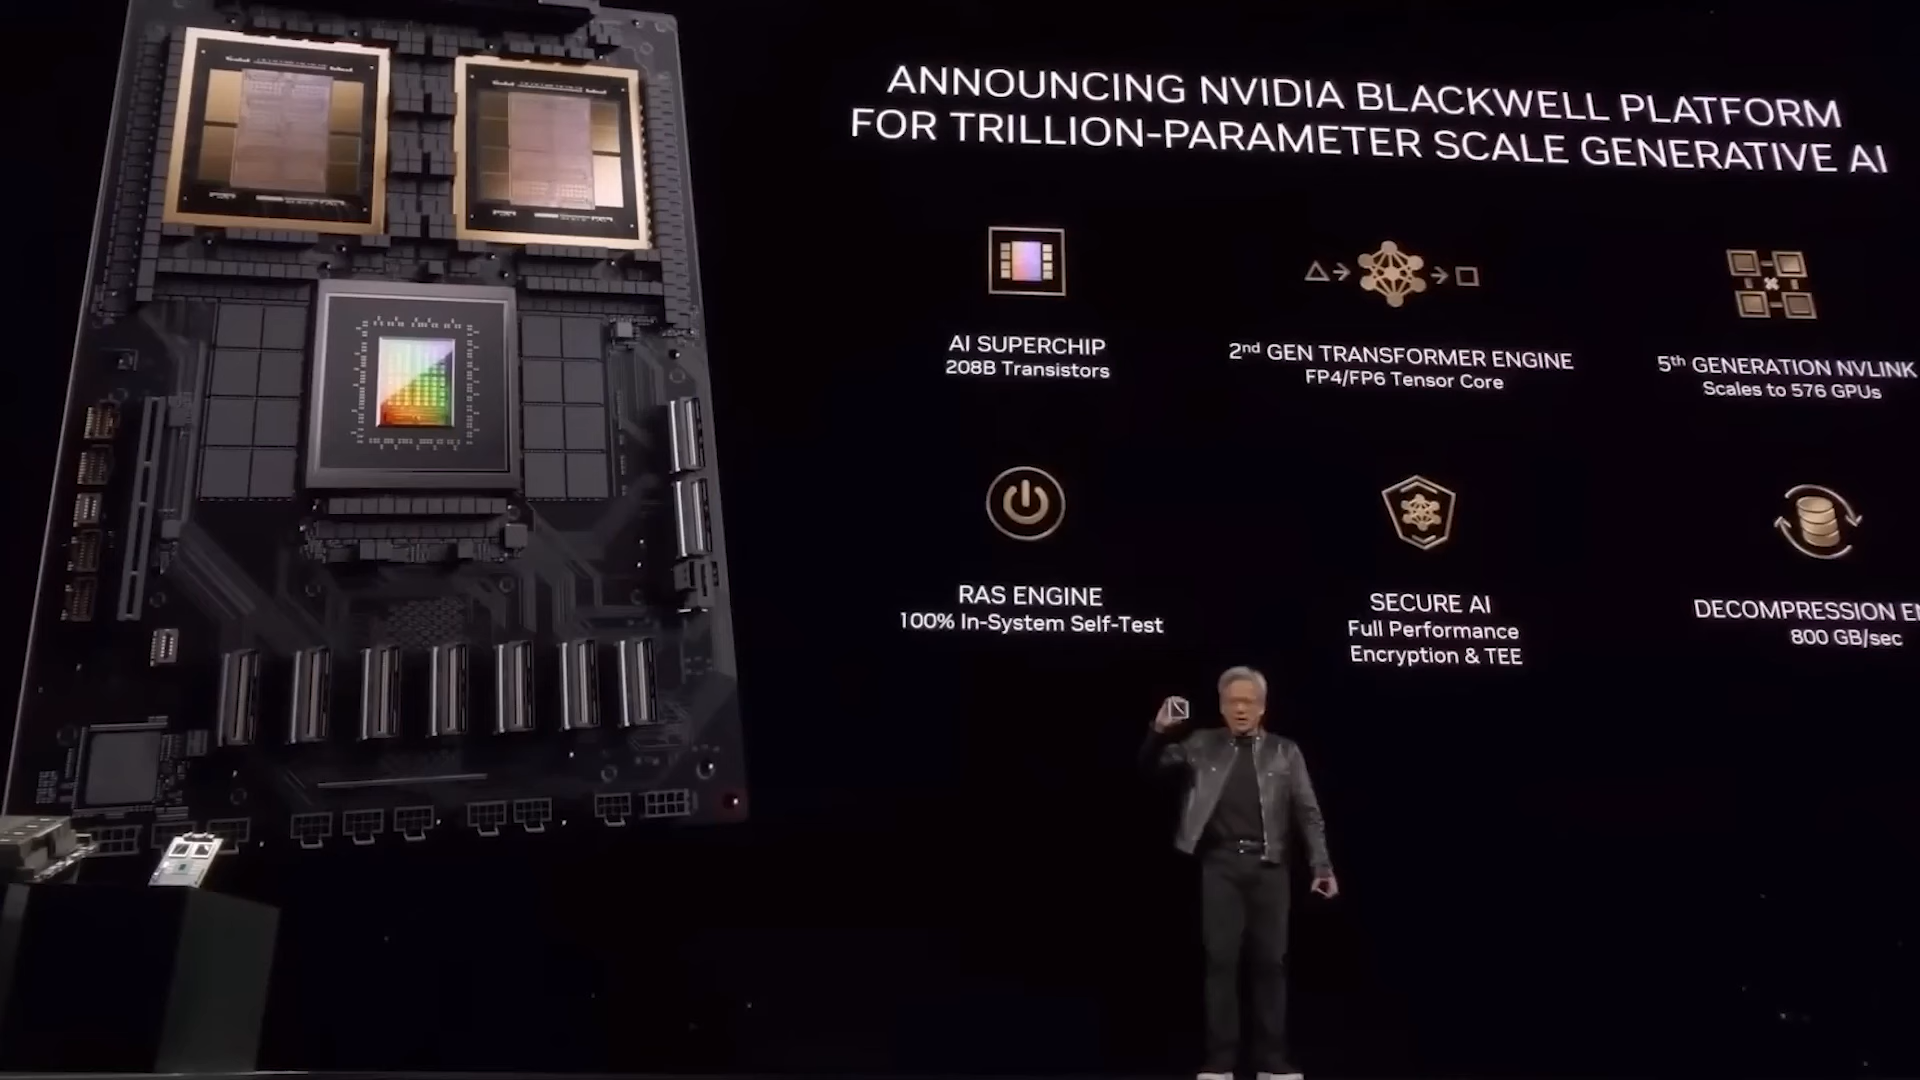 ANNOUNCING NVIDIA BLACKWELL PLATFORM
FOR TRILLION-PARAMETER SCALE GENERATIVE AI
AI SUPERCHIP
208B Transistors
2nd GEN TRANSFORMER ENGINE
FP4/FP6 Tensor Core
5th GENERATION NVLINK
Scales to 576 GPUs
RAS ENGINE
100% In-System Self-Test
SECURE AI
Full Performance
Encryption & TEE
DECOMPRESSION EN
800 GB/sec